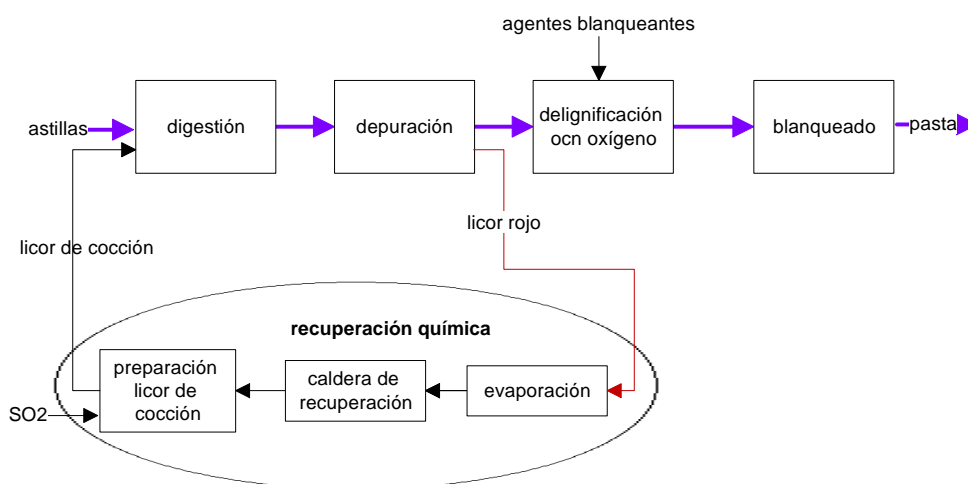 agentes blanqueantes
astillas
digestión
depuración
delignificación
ocn oxígeno
blanqueado
pasta
licor de cocción
licor rojo
recuperación química
preparación
licor de
cocción
caldera de
recuperación
evaporación
SO2